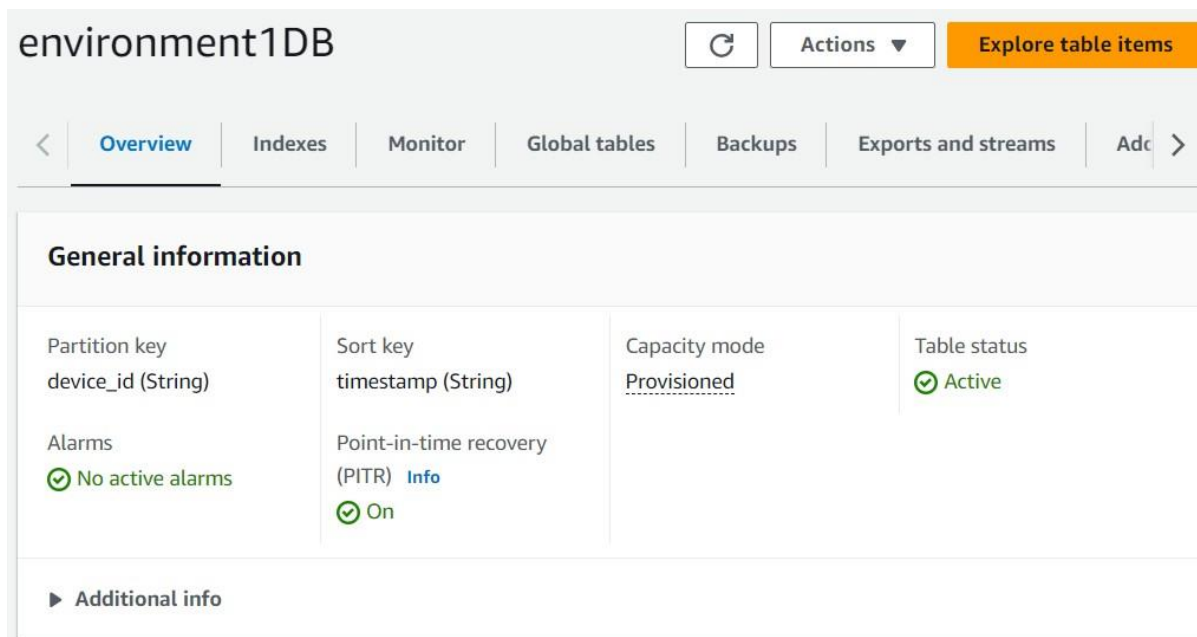 environment1DB
Actions
Explore table items
Overview
Indexes
Monitor
Global tables
Backups
Exports and streams
General information
Partition key
device_id (String)
Sort key
timestamp (String)
Capacity mode
Provisioned
Table status
Active
Alarms
No active alarms
Point-in-time recovery
(PITR) Info
On
Additional info